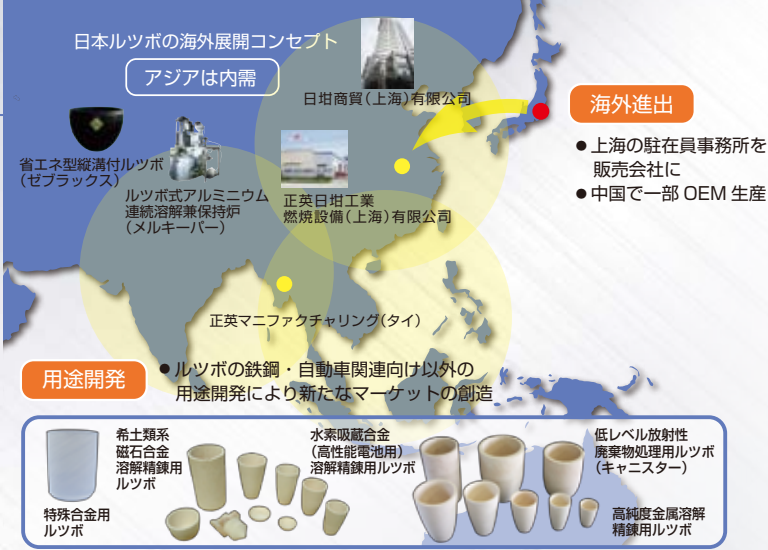 日本ルツボの海外展開コンセプト
アジアは内需
日坩商貿(上海)有限公司
海外進出
●上海の駐在員事務所を
販売会社に
●中国で一部OEM生産
省エネ型縦溝付ルツボ
(ゼブラックス)
ルツボ式アルミニウム
連続溶解兼保持炉
(メルキーパー)
正英日坩工業
燃焼設備(上海)有限公司
正英マニファクチャリング(タイ)
用途開発
●ルツボの鉄鋼・自動車関連向け以外の
用途開発により新たなマーケットの創造
特殊合金用
ルツボ
希土類系
磁石合金
溶解精錬用
ルツボ
水素吸蔵合金
(高性能電池用)
溶解精錬用ルツボ
低レベル放射性
廃棄物処理用ルツボ
(キャニスター)
高純度金属溶解
精錬用ルツボ